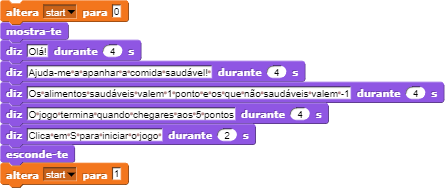 altera start para 0
mostra-te
diz Olá! durante 4 s
diz Ajuda-me a apanhar a comida saudável! durante 4 s
diz Os alimentos saudáveis valem 1 ponto e os que não saudáveis valem -1 durante 4 s
diz O jogo termina quando chegares aos 5 pontos durante 4 s
diz Clica em S para iniciar o jogo durante 2 s
esconde-te
altera start para 1